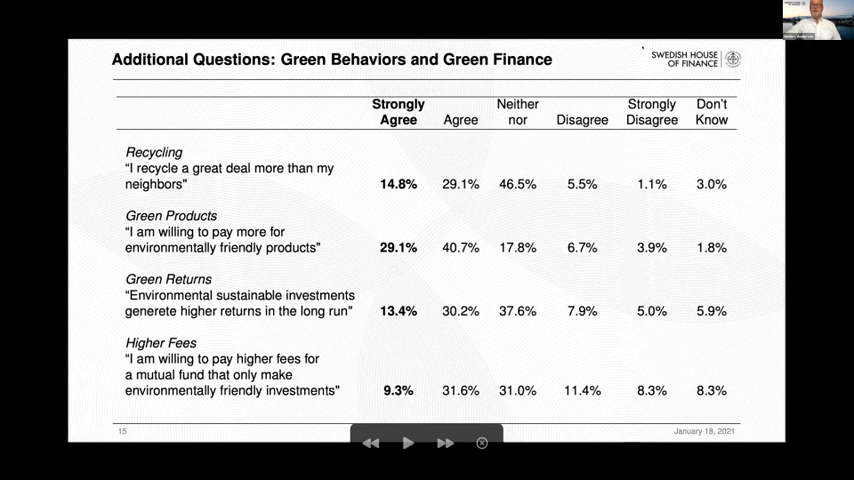 Additional Questions: Green Behaviors and Green Finance
SWEDISH HOUSE
OF FINANCE
Strongly Agree Agree Neither nor Disagree Strongly Disagree Don't Know
Recycling
"I recycle a great deal more than my
neighbors" 14.8% 29.1% 46.5% 5.5% 1.1% 3.0%
Green Products
"I am willing to pay more for
environmentally friendly products" 29.1% 40.7% 17.8% 6.7% 3.9% 1.8%
Green Returns
"Environmental sustainable investments
generete higher returns in the long run" 13.4% 30.2% 37.6% 7.9% 5.0% 5.9%
Higher Fees
"I am willing to pay higher fees for
a mutual fund that only make
environmentally friendly investments" 9.3% 31.6% 31.0% 11.4% 8.3% 8.3%
15 January 18, 2021